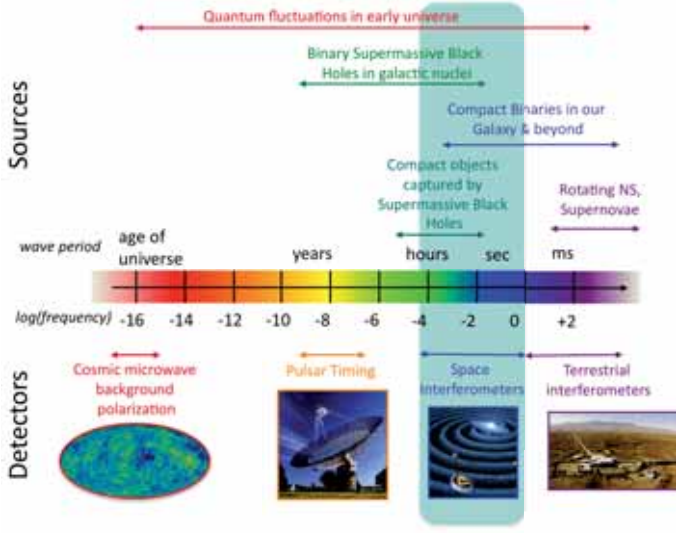 Quantum fluctuations in early universe
Binary Supermassive Black
Holes in galactic nuclei
Sources
Compact Binaries in our
Galaxy & beyond
Compact objects
captured by
Supermassive Black
Holes
Rotating NS,
Supernovae
wave period
age of
universe
years
hours
sec
ms
log(frequency)
-16
-14
-12
-10
-8
-6
-4
-2
0
+2
Detectors
Cosmic microwave
background
polarization
Pulsar Timing
Space
Interferometers
Terrestrial
interferometers